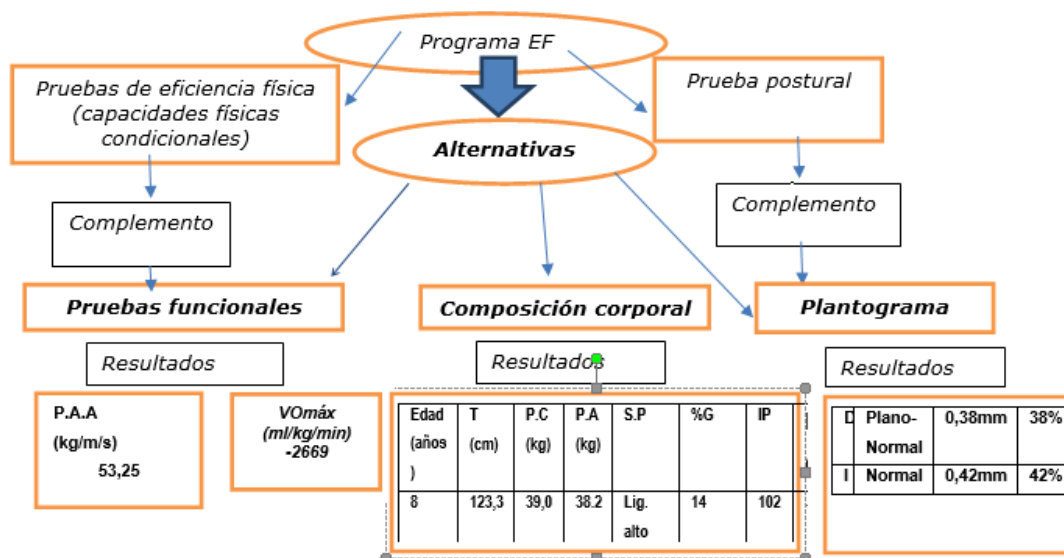 Programa EF
Pruebas de eficiencia física
(capacidades físicas
condicionales)
Prueba postural
Alternativas
Complemento
Complemento
Pruebas funcionales
Composición corporal
Plantograma
Resultados
Resultados
Resultados
P.A.A
(kg/m/s)
53,25
VOmáx
(ml/kg/min)
-2669
Edad (años) T (cm) P.C (kg) P.A (kg) S.P %G IP
8 123,3 39,0 38.2 Lig. alto 14 102
D Plano-Normal 0,38mm 38%
I Normal 0,42mm 42%